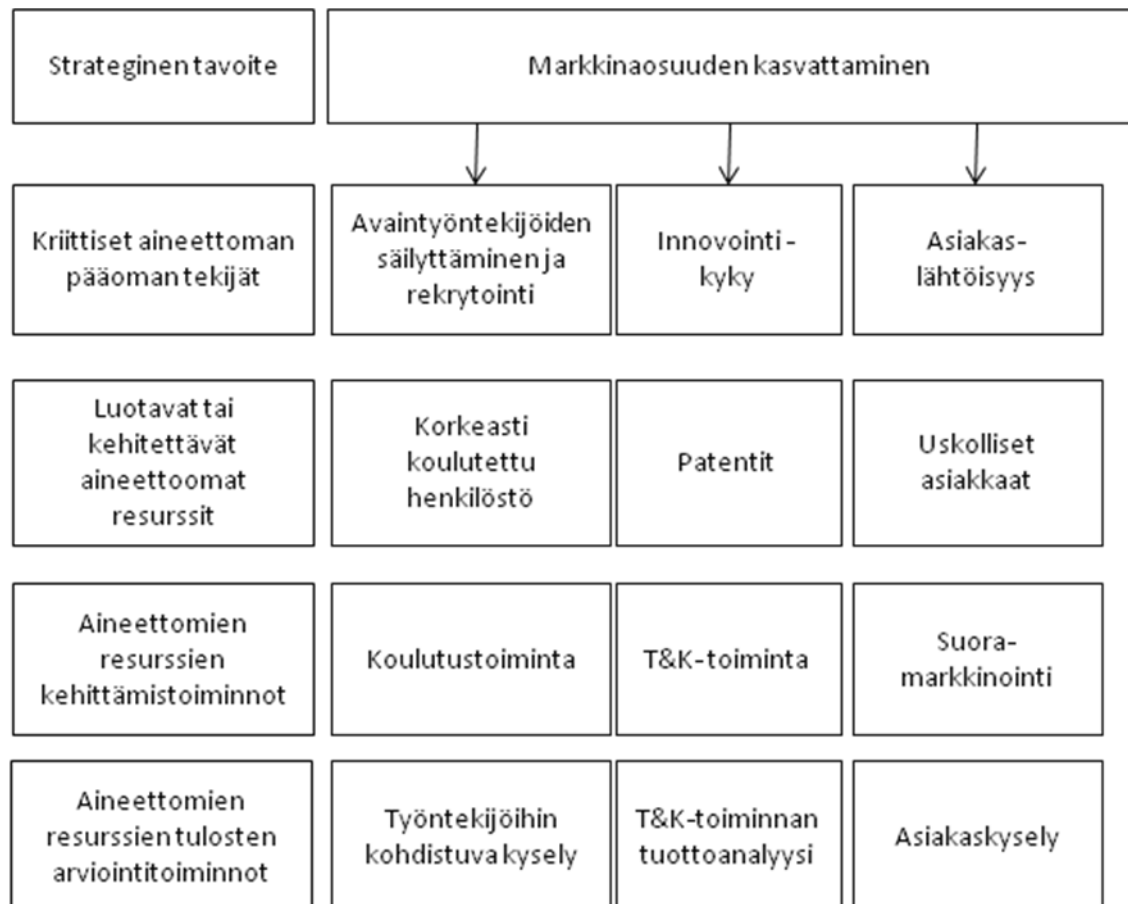 Strateginen tavoite
Markkinaosuuden kasvattaminen
Kriittiset aineettoman
pääoman tekijät
Avaintyöntekijöiden
säilyttäminen ja
rekrytointi
Innovointi-
kyky
Asiakas-
lähtöisyys
Luotavat tai
kehitettävät
aineettoomat
resurssit
Korkeasti
koulutettu
henkilöstö
Patentit
Uskolliset
asiakkaat
Aineettomien
resurssien
kehittämistoiminnot
Koulutustoiminta
T&K-toiminta
Suora-
markkinointi
Aineettomien
resurssien tulosten
arviointitoiminnot
Työntekijöihin
kohdistuva kysely
T&K-toiminnan
tuottoanalyysi
Asiakaskysely